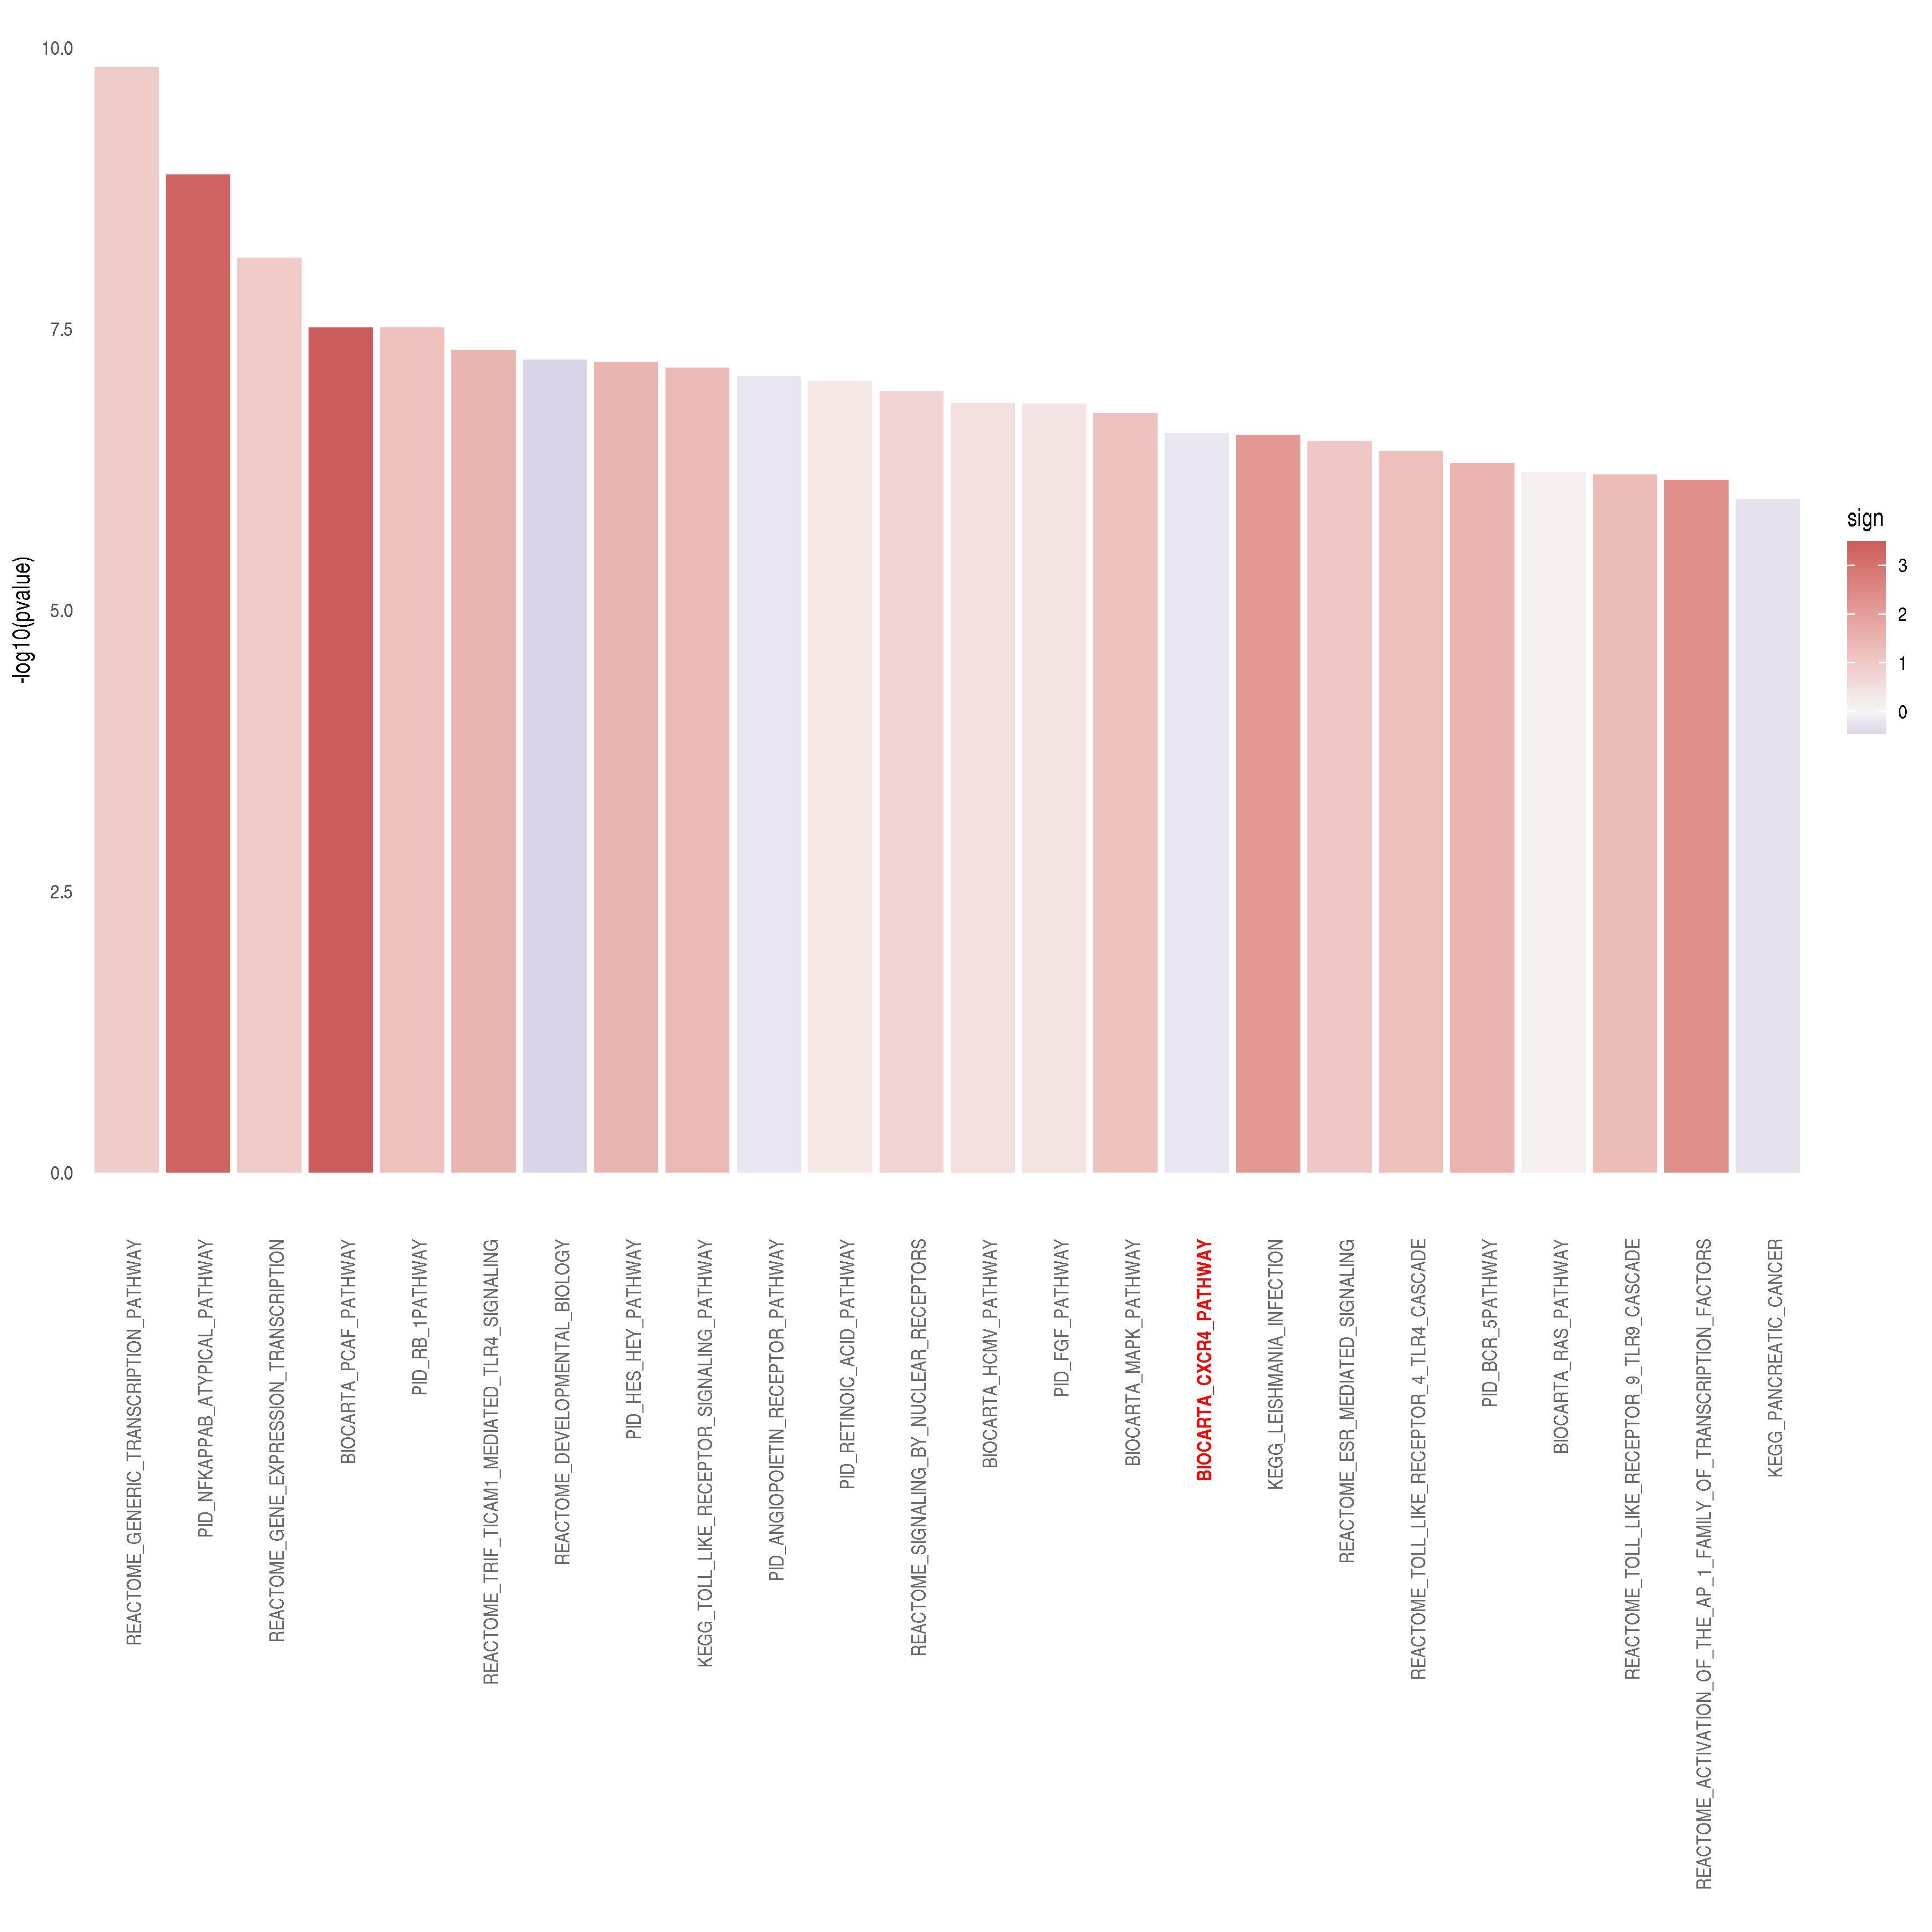 10.0
7.5
5.0
2.5
0.0
-log10(pvalue)
REACTOME_GENERIC_TRANSCRIPTION_PATHWAY
PID_NFKAPPAB_ATYPICAL_PATHWAY
REACTOME_GENE_EXPRESSION_TRANSCRIPTION
BIOCARTA_PCAF_PATHWAY
PID_RB_1PATHWAY
REACTOME_TRIF_TICAM1_MEDIATED_TLR4_SIGNALING
REACTOME_DEVELOPMENTAL_BIOLOGY
PID_HES_HEY_PATHWAY
KEGG_TOLL_LIKE_RECEPTOR_SIGNALING_PATHWAY
PID_ANGIOPOIETIN_RECEPTOR_PATHWAY
PID_RETINOIC_ACID_PATHWAY
REACTOME_SIGNALING_BY_NUCLEAR_RECEPTORS
BIOCARTA_HCMV_PATHWAY
PID_FGF_PATHWAY
BIOCARTA_MAPK_PATHWAY
BIOCARTA_CXCR4_PATHWAY
KEGG_LEISHMANIA_INFECTION
REACTOME_ESR_MEDIATED_SIGNALING
REACTOME_TOLL_LIKE_RECEPTOR_4_TLR4_CASCADE
PID_BCR_5PATHWAY
BIOCARTA_RAS_PATHWAY
REACTOME_TOLL_LIKE_RECEPTOR_9_TLR9_CASCADE
REACTOME_ACTIVATION_OF_THE_AP_1_FAMILY_OF_TRANSCRIPTION_FACTORS
KEGG_PANCREATIC_CANCER
sign
3
2
1
0